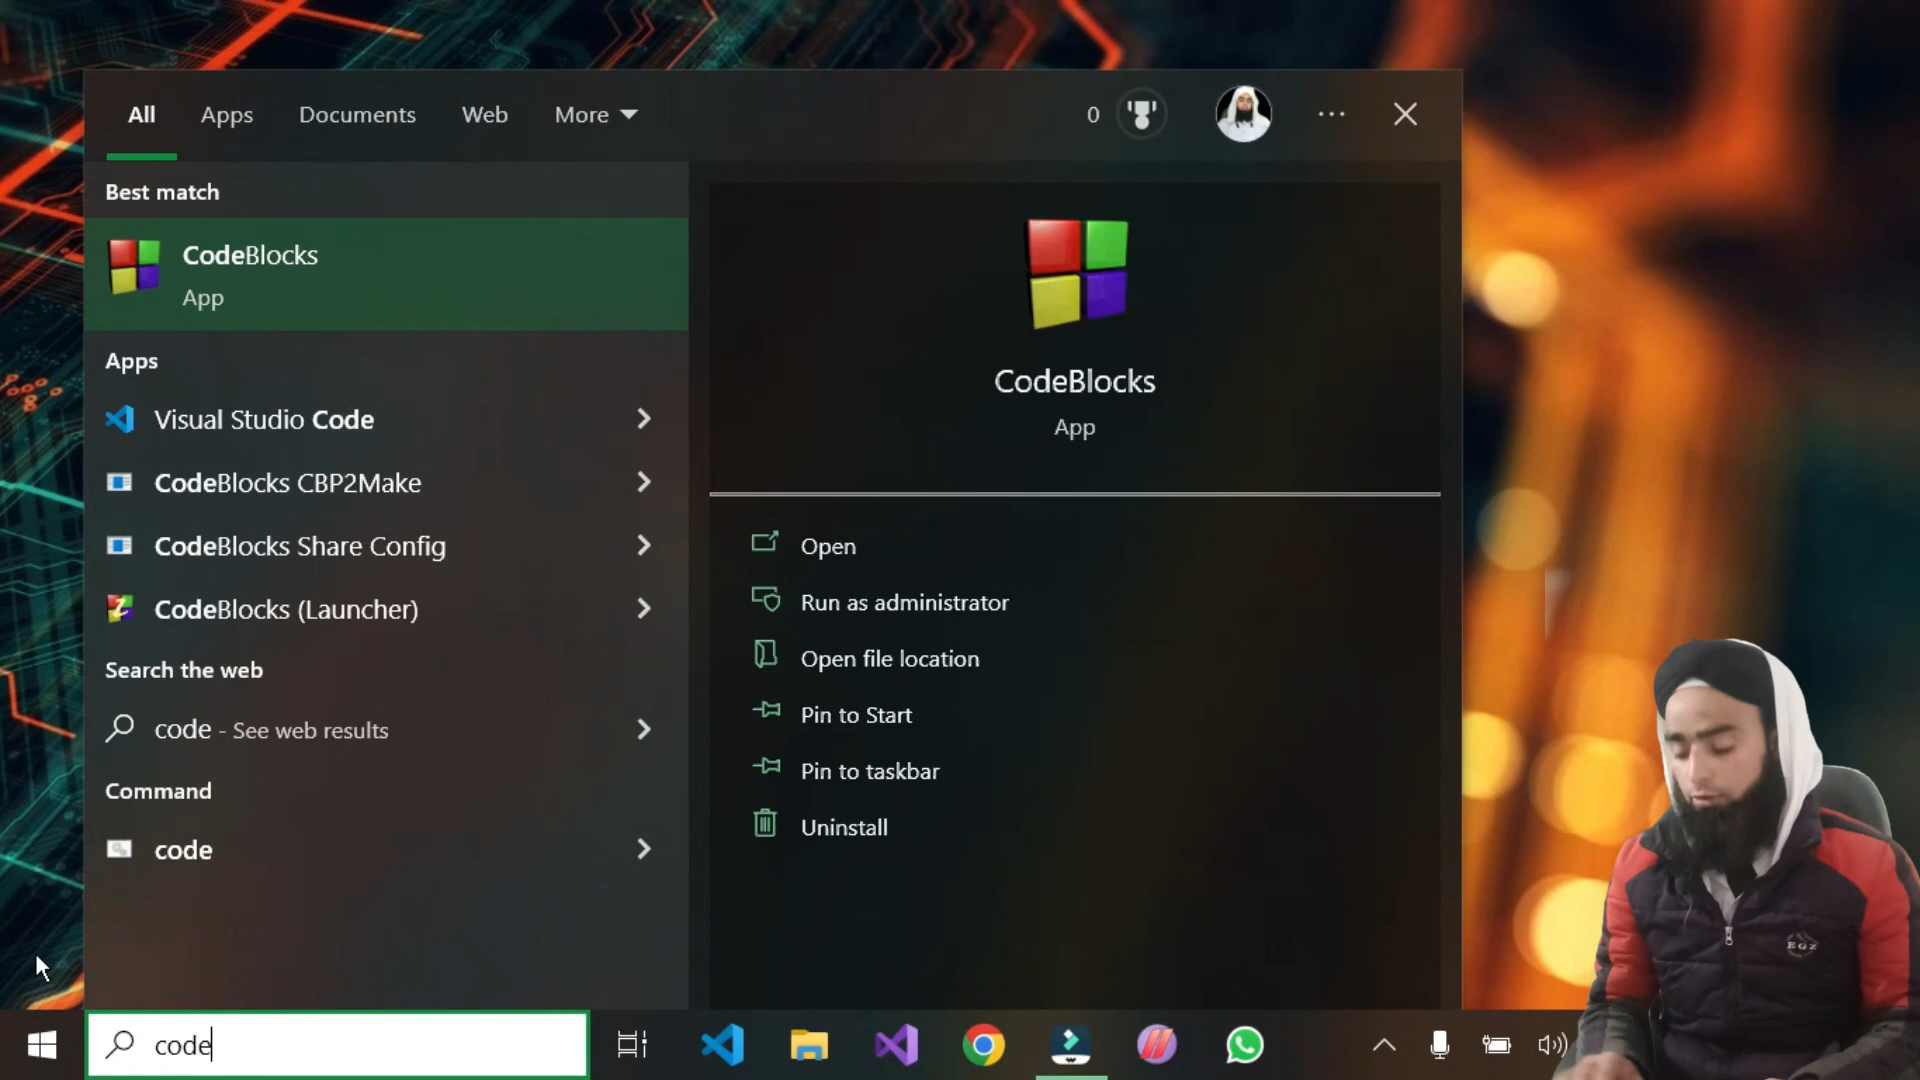 All
Apps
Documents
Web
More
0
Best match
CodeBlocks
App
Apps
Visual Studio Code
CodeBlocks CBP2Make
CodeBlocks Share Config
CodeBlocks (Launcher)
Search the web
code - See web results
Command
code
CodeBlocks
App
Open
Run as administrator
Open file location
Pin to Start
Pin to taskbar
Uninstall
EGZ
code